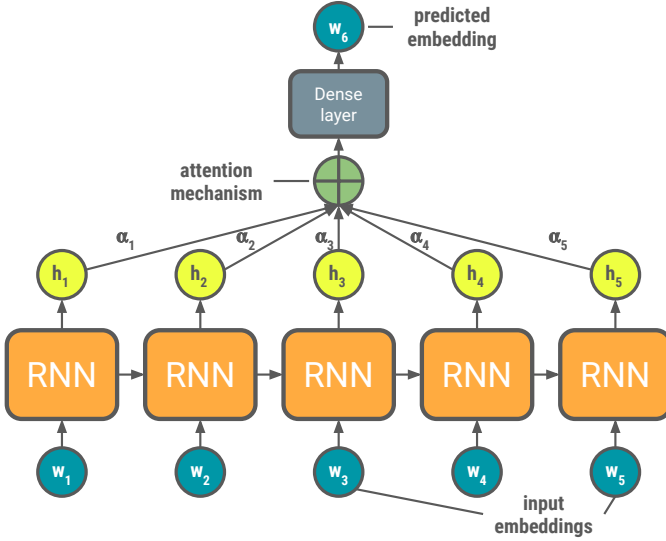 w₆
predicted
embedding
Dense
layer
attention
mechanism
α₁
α₂
α₃
α₄
α₅
h₁
h₂
h₃
h₄
h₅
RNN
RNN
RNN
RNN
RNN
w₁
w₂
w₃
w₄
w₅
input
embeddings